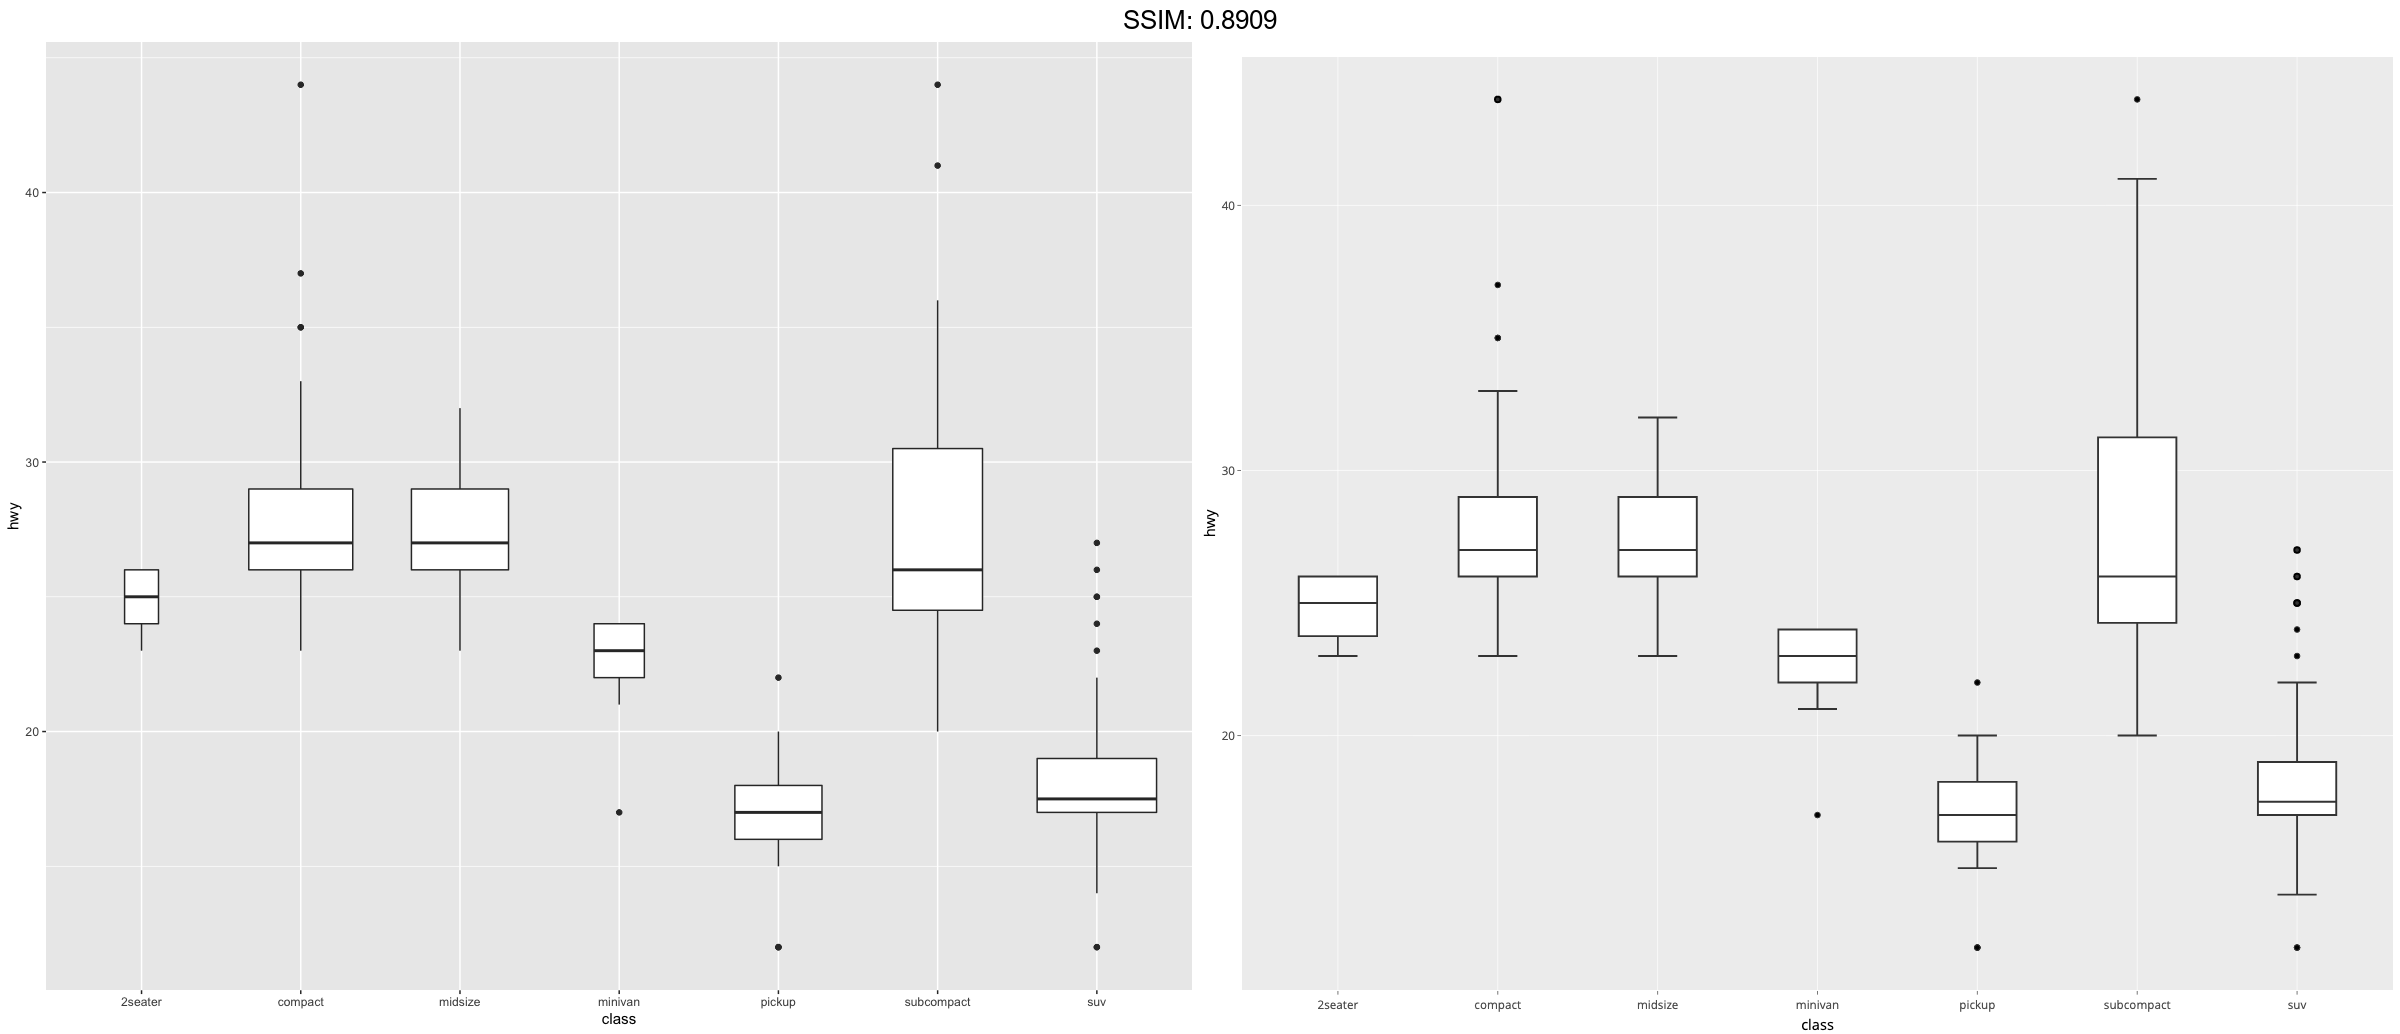 SSIM: 0.8909
hwy
40
30
20
2seater compact midsize minivan pickup subcompact suv
class
hwy
40
30
20
2seater compact midsize minivan pickup subcompact suv
class